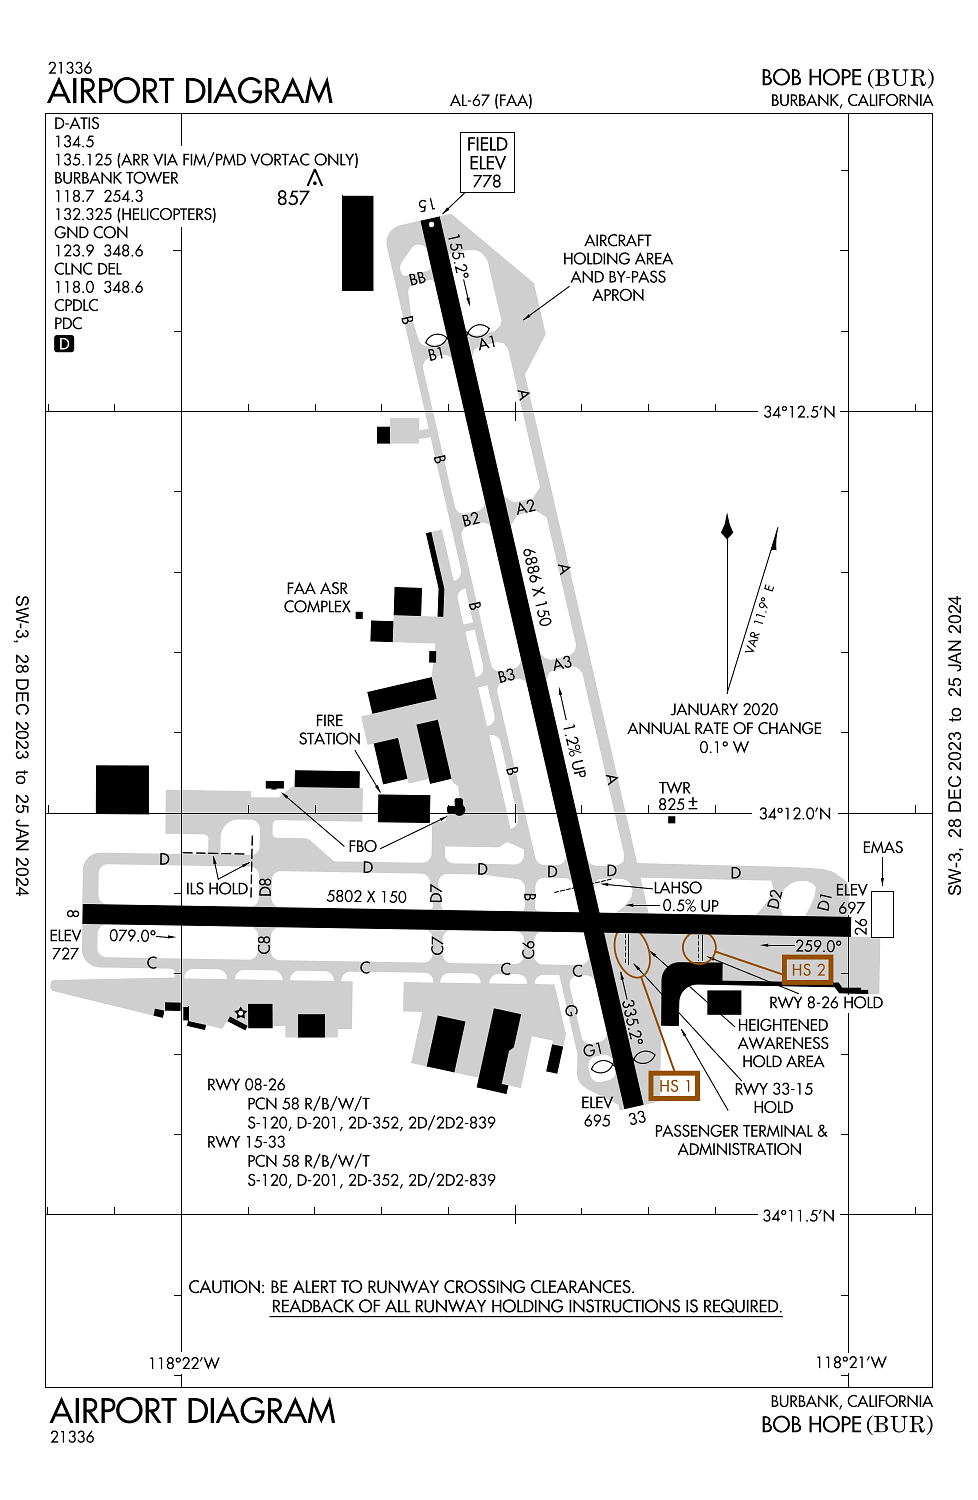 21336
AIRPORT DIAGRAM
AL-67 (FAA)
BOB HOPE (BUR)
BURBANK, CALIFORNIA
D-ATIS
134.5
135.125 (ARR VIA FIM/PMD VORTAC ONLY)
BURBANK TOWER
118.7 254.3
132.325 (HELICOPTERS)
GND CON
123.9 348.6
CLNC DEL
118.0 348.6
CPDLC
PDC
D
857
FIELD
ELEV
778
15
155.2°
AIRCRAFT
HOLDING AREA
AND BY-PASS
APRON
BB
B
B1
A1
A
34°12.5'N
B
B2
A2
6886 X 150
A
B
FAA ASR
COMPLEX
VAR 11.9° E
B3
A3
JANUARY 2020
ANNUAL RATE OF CHANGE
0.1° W
FIRE
STATION
1.2% UP
B
A
TWR
825 ±
34°12.0'N
FBO
EMAS
D
D
D
D
D
D
ILS HOLD
D8
5802 X 150
D7
B
LAHSO
0.5% UP
D2
D1
ELEV
697
8
26
ELEV
727
079.0°
C8
C7
C6
259.0°
C
C
C
C
HS 2
RWY 8-26 HOLD
G
335.2°
HEIGHTENED
AWARENESS
HOLD AREA
G1
HS 1
RWY 33-15
HOLD
ELEV
695
33
PASSENGER TERMINAL &
ADMINISTRATION
RWY 08-26
PCN 58 R/B/W/T
S-120, D-201, 2D-352, 2D/2D2-839
RWY 15-33
PCN 58 R/B/W/T
S-120, D-201, 2D-352, 2D/2D2-839
34°11.5'N
CAUTION: BE ALERT TO RUNWAY CROSSING CLEARANCES.
READBACK OF ALL RUNWAY HOLDING INSTRUCTIONS IS REQUIRED.
118°22'W
118°21'W
SW-3, 28 DEC 2023 to 25 JAN 2024
SW-3, 28 DEC 2023 to 25 JAN 2024
AIRPORT DIAGRAM
21336
BURBANK, CALIFORNIA
BOB HOPE (BUR)